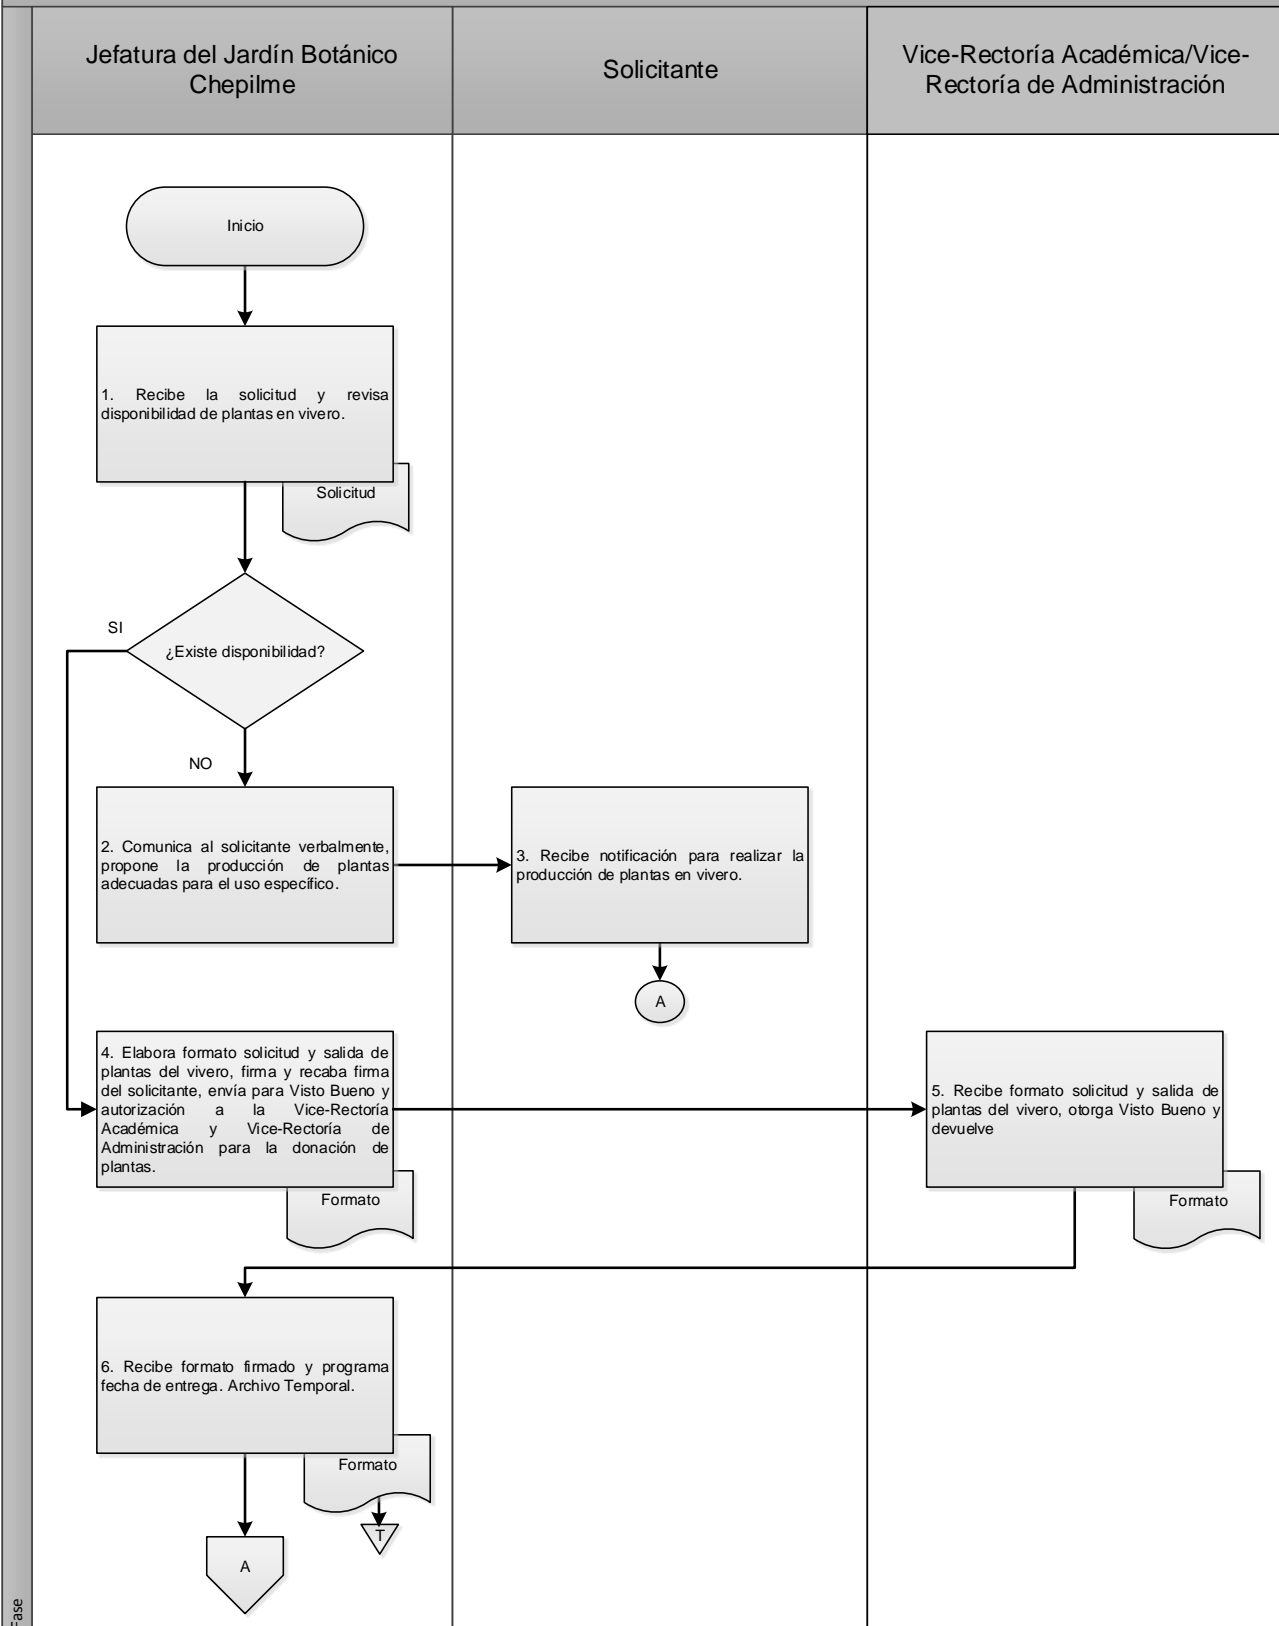 Jefatura del Jardín Botánico
Chepilme
Solicitante
Vice-Rectoría Académica/Vice-
Rectoría de Administración
Inicio
1. Recibe la solicitud y revisa
disponibilidad de plantas en vivero.
Solicitud
¿Existe disponibilidad?
SI
NO
2. Comunica al solicitante verbalmente,
propone la producción de plantas
adecuadas para el uso específico.
3. Recibe notificación para realizar la
producción de plantas en vivero.
A
4. Elabora formato solicitud y salida de
plantas del vivero, firma y recaba firma
del solicitante, envía para Visto Bueno y
autorización a la Vice-Rectoría
Académica y Vice-Rectoría de
Administración para la donación de
plantas.
Formato
5. Recibe formato solicitud y salida de
plantas del vivero, otorga Visto Bueno y
devuelve
Formato
6. Recibe formato firmado y programa
fecha de entrega. Archivo Temporal.
Formato
T
A
Fase